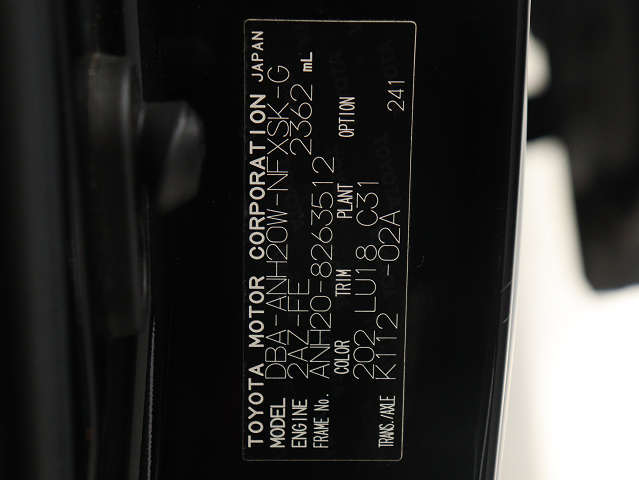 TOYOTA MOTOR CORPORATION JAPAN
MODEL DBA-ANH20W-NFXSK-G
ENGINE 2AZ-FE 2362 mL
FRAME No. ANH20-8263512
COLOR TRIM PLANT OPTION
202 LU18 C31
TRANS./AXLE K112 -02A 241